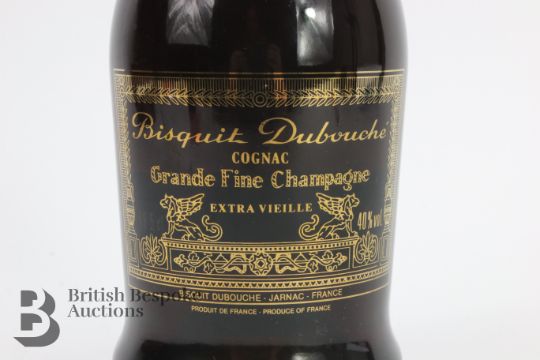 Bisquit Dubouché
COGNAC
Grande Fine Champagne
EXTRA VIEILLE
40%vol
BISQUIT DUBOUCHE - JARNAC - FRANCE
PRODUIT DE FRANCE - PRODUCE OF FRANCE
B
British Bespoke
Auctions